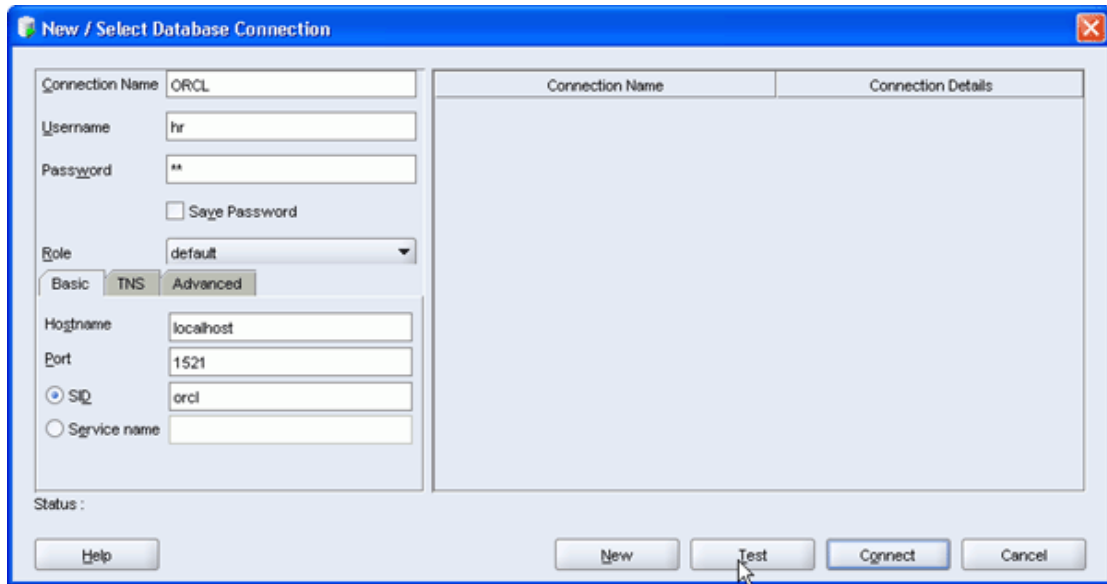 New / Select Database Connection
Connection Name ORCL
Username hr
Password **
Save Password
Role default
Basic TNS Advanced
Hostname localhost
Port 1521
SID orcl
Service name
Connection Name Connection Details
Status :
Help New Test Connect Cancel